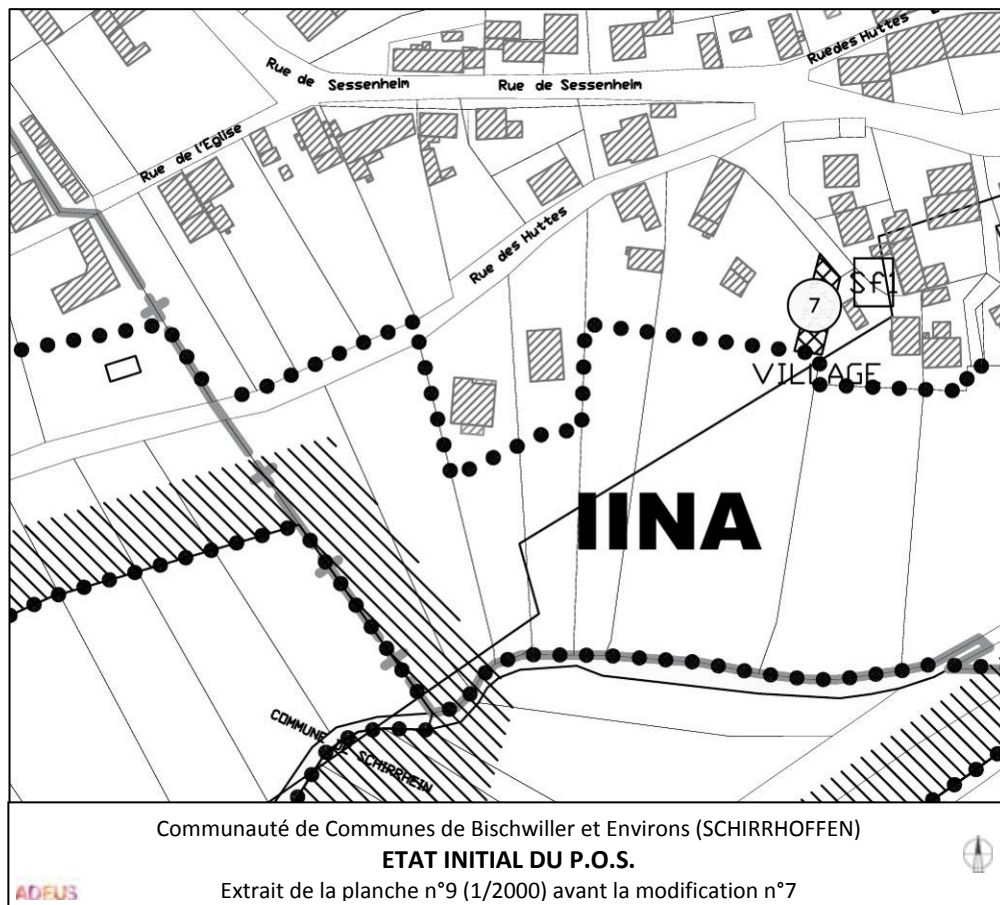 Rue des Huttes
Rue de Sessenheim
Rue de Sessenheim
Rue de l'Eglise
Rue des Huttes
Sf1
7
VILLAGE
IINA
COMMUNE DE SCHIRRHEIN
Communauté de Communes de Bischwiller et Environs (SCHIRRHOFFEN)
ETAT INITIAL DU P.O.S.
Extrait de la planche n°9 (1/2000) avant la modification n°7
ADEUS